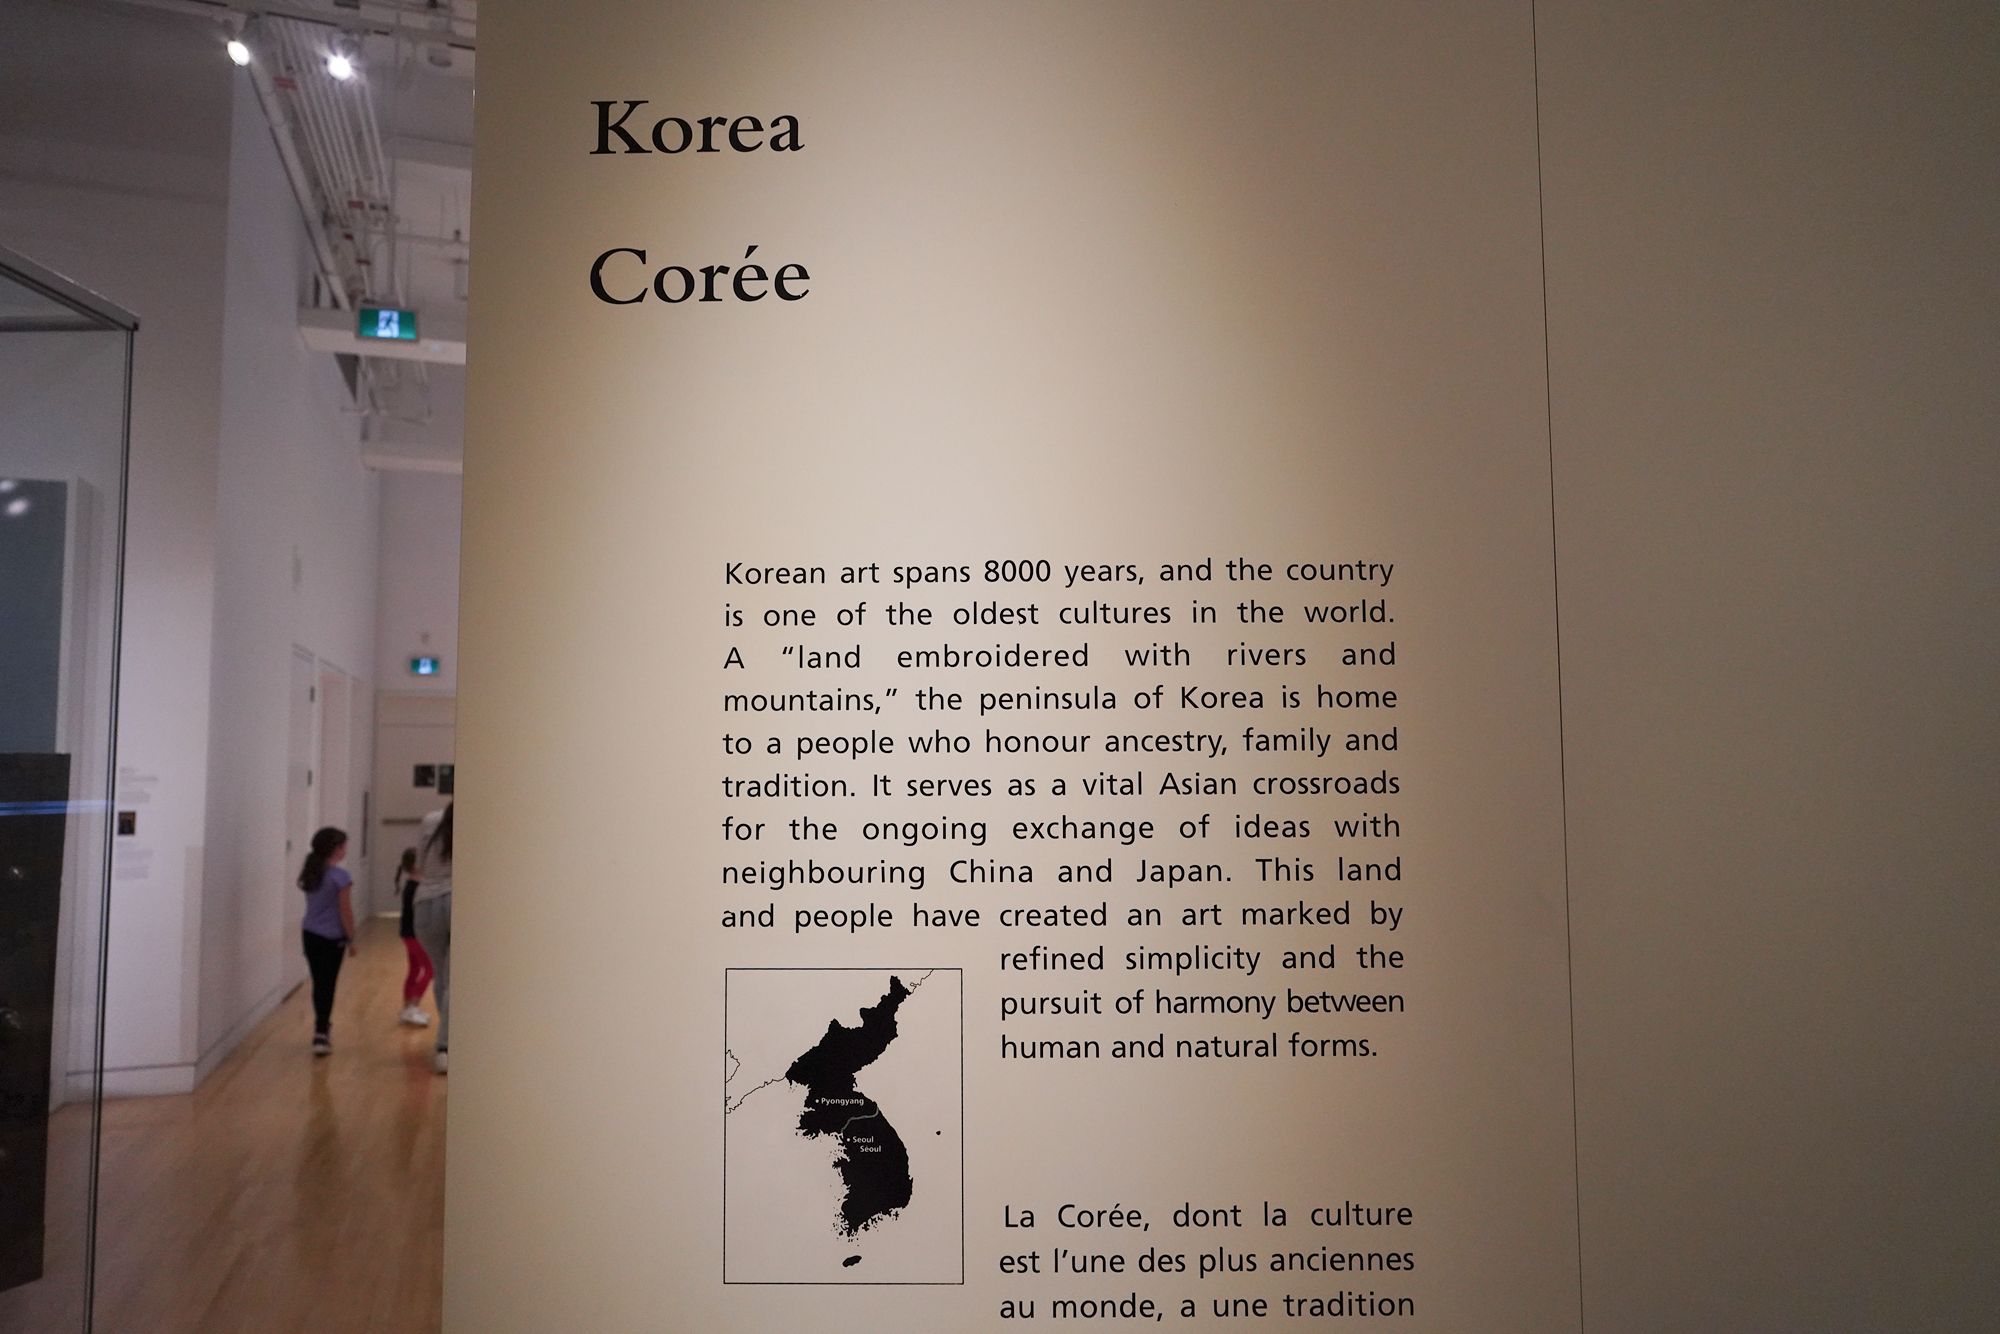 Korea
Corée
Korean art spans 8000 years, and the country
is one of the oldest cultures in the world.
A “land embroidered with rivers and
mountains,” the peninsula of Korea is home
to a people who honour ancestry, family and
tradition. It serves as a vital Asian crossroads
for the ongoing exchange of ideas with
neighbouring China and Japan. This land
and people have created an art marked by
refined simplicity and the
pursuit of harmony between
human and natural forms.
Pyongyang
Seoul
Séoul
La Corée, dont la culture
est l’une des plus anciennes
au monde, a une tradition